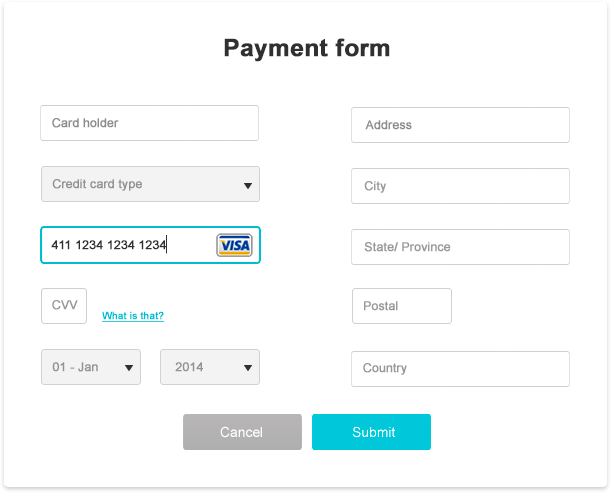 Payment form
Card holder
Credit card type
411 1234 1234 1234 VISA
CVV
What is that?
01 - Jan
2014
Address
City
State/ Province
Postal
Country
Cancel
Submit